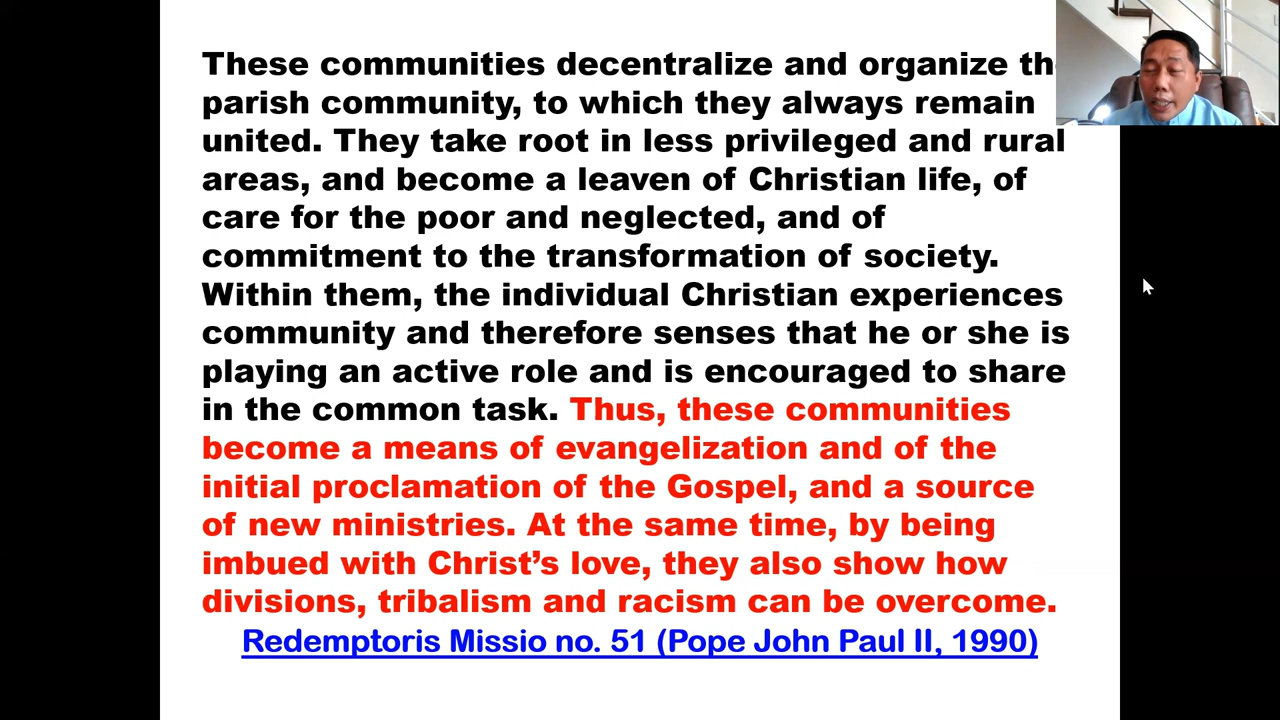 These communities decentralize and organize th
parish community, to which they always remain
united. They take root in less privileged and rural
areas, and become a leaven of Christian life, of
care for the poor and neglected, and of
commitment to the transformation of society.
Within them, the individual Christian experiences
community and therefore senses that he or she is
playing an active role and is encouraged to share
in the common task. Thus, these communities
become a means of evangelization and of the
initial proclamation of the Gospel, and a source
of new ministries. At the same time, by being
imbued with Christ’s love, they also show how
divisions, tribalism and racism can be overcome.
Redemptoris Missio no. 51 (Pope John Paul II, 1990)